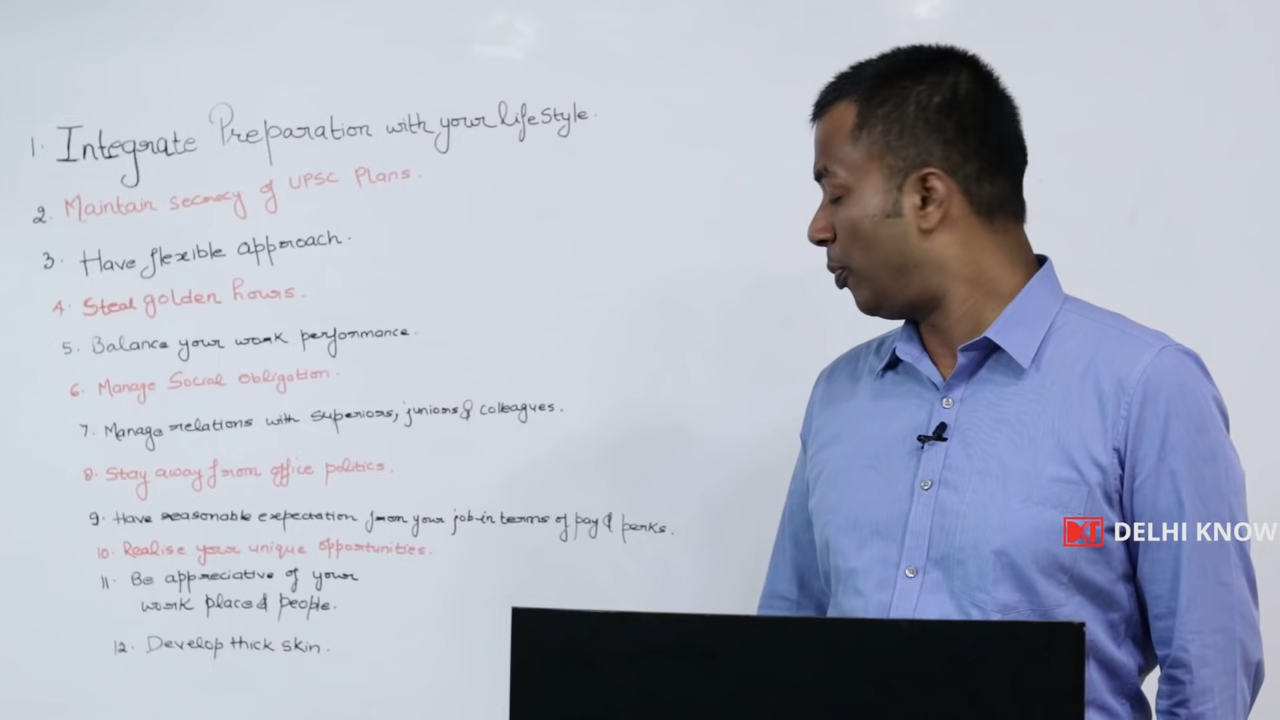 1. Integrate Preparation with your life style.
2. Maintain secrecy of UPSC Plans.
3. Have flexible approach.
4. Steal golden hours.
5. Balance your work performance.
6. Manage Social obligation.
7. Manage relations with superiors, juniors & colleagues.
8. Stay away from office politics.
9. Have reasonable expectation from your job-in terms of pay & perks.
10. Realise your unique opportunities.
11. Be appreciative of your
work place & people.
12. Develop thick skin.
DELHI KNOW